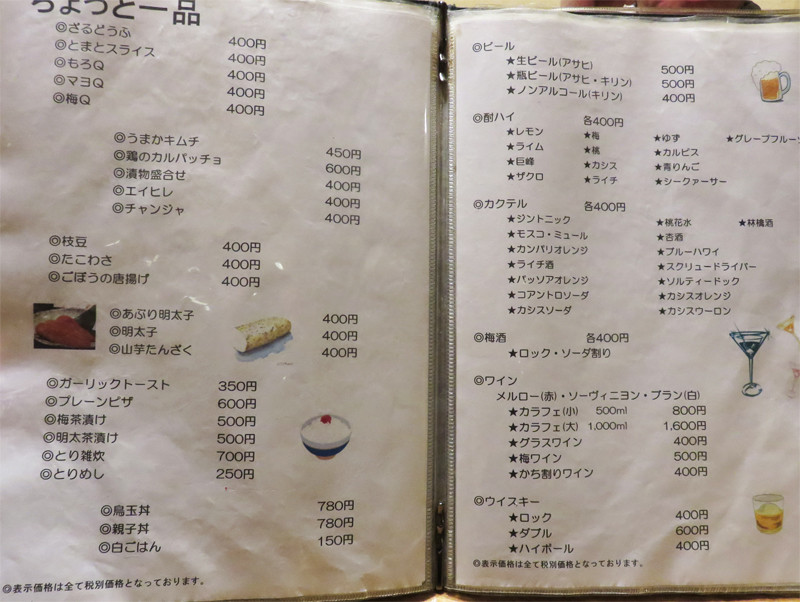 ちょっと一品
◎ざるどうふ 400円
◎とまとスライス 400円
◎もろQ 400円
◎マヨQ 400円
◎梅Q 400円
◎うまかキムチ 450円
◎鶏のカルパッチョ 600円
◎漬物盛合せ 400円
◎エイヒレ 400円
◎チャンジャ 400円
◎枝豆 400円
◎たこわさ 400円
◎ごぼうの唐揚げ 400円
◎あぶり明太子 400円
◎明太子 400円
◎山芋たんざく 400円
◎ガーリックトースト 350円
◎プレーンピザ 600円
◎梅茶漬け 500円
◎明太茶漬け 500円
◎とり雑炊 700円
◎とりめし 250円
◎鳥玉丼 780円
◎親子丼 780円
◎白ごはん 150円
◎表示価格は全て税別価格となっております。
◎ビール
★生ビール(アサヒ) 500円
★瓶ビール(アサヒ・キリン) 500円
★ノンアルコール(キリン) 400円
◎酎ハイ 各400円
★レモン ★梅 ★ゆず ★グレープフルーツ
★ライム ★桃 ★カルピス
★巨峰 ★カシス ★青りんご
★ザクロ ★ライチ ★シークァーサー
◎カクテル 各400円
★ジントニック ★桃花水 ★林檎酒
★モスコ・ミュール ★杏酒
★カンパリオレンジ ★ブルーハワイ
★ライチ酒 ★スクリュードライバー
★パッソアオレンジ ★ソルティードック
★コアントロソーダ ★カシスオレンジ
★カシスソーダ ★カシスウーロン
◎梅酒 各400円
★ロック・ソーダ割り
◎ワイン
メルロー(赤)・ソーヴィニヨン・ブラン(白)
★カラフェ(小) 500ml 800円
★カラフェ(大) 1,000ml 1,600円
★グラスワイン 400円
★梅ワイン 500円
★かち割りワイン 400円
◎ウイスキー
★ロック 400円
★ダブル 600円
★ハイボール 400円
◎表示価格は全て税別価格となっております。